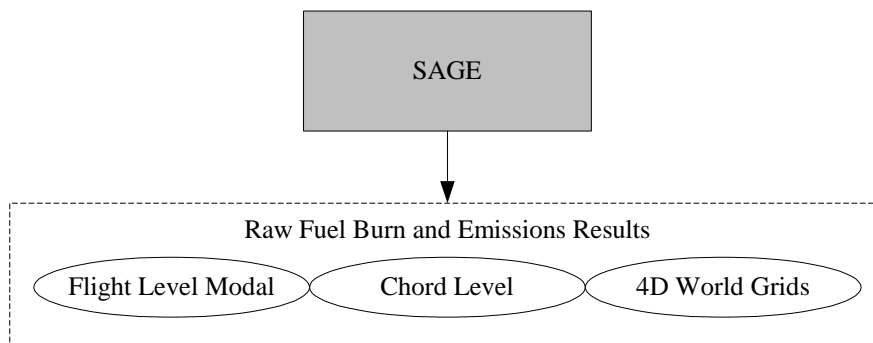 SAGE
Raw Fuel Burn and Emissions Results
Flight Level Modal Chord Level 4D World Grids